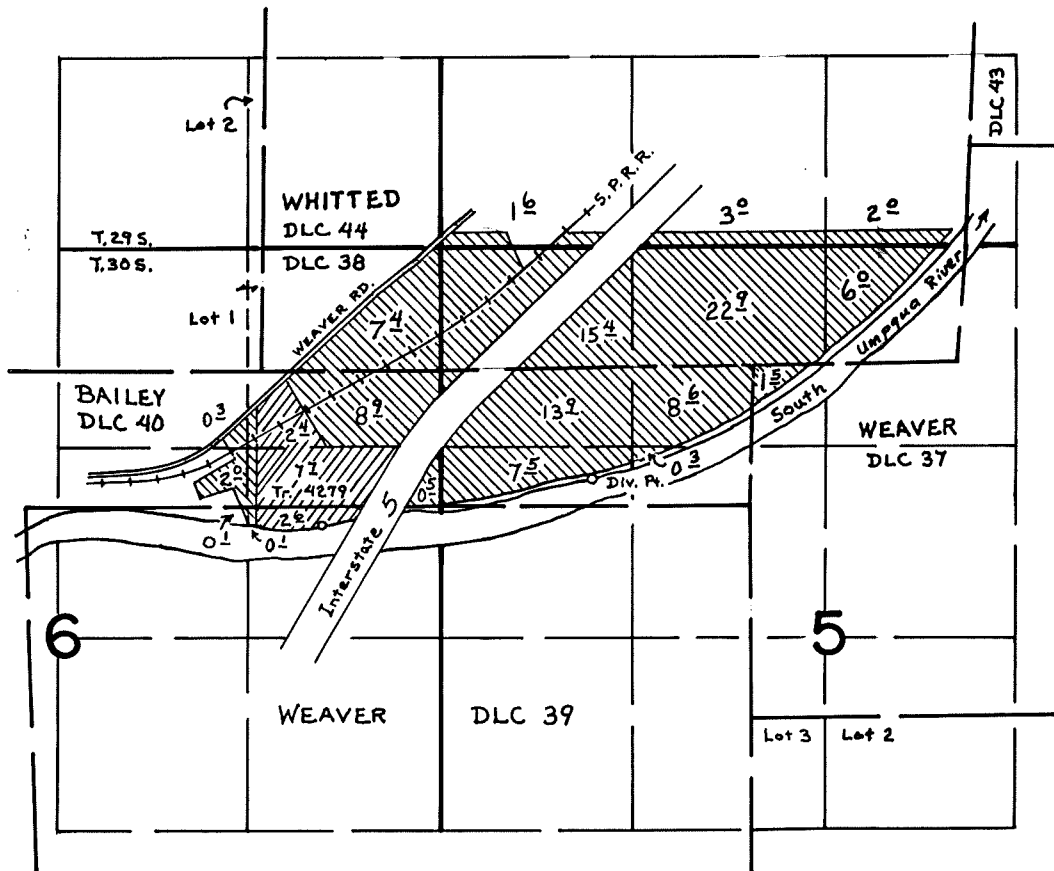 DLC 43
Lot 2
WHITTED
DLC 44
1 6
S.P.R.R.
3 0
2 0
T.29 S.
T.30 S.
DLC 38
Lot 1
WEAVER RD.
7 4
15 4
22 9
6 0
South Umpqua River
BAILEY
DLC 40
0 3
2 4
8 9
13 9
8 6
1 5
WEAVER
DLC 37
2 0
Tr. 4279
0 5
7 5
0 3
Div. Pt.
2 6
0 1
0 1
Interstate 5
6
5
WEAVER DLC 39
Lot 3
Lot 2